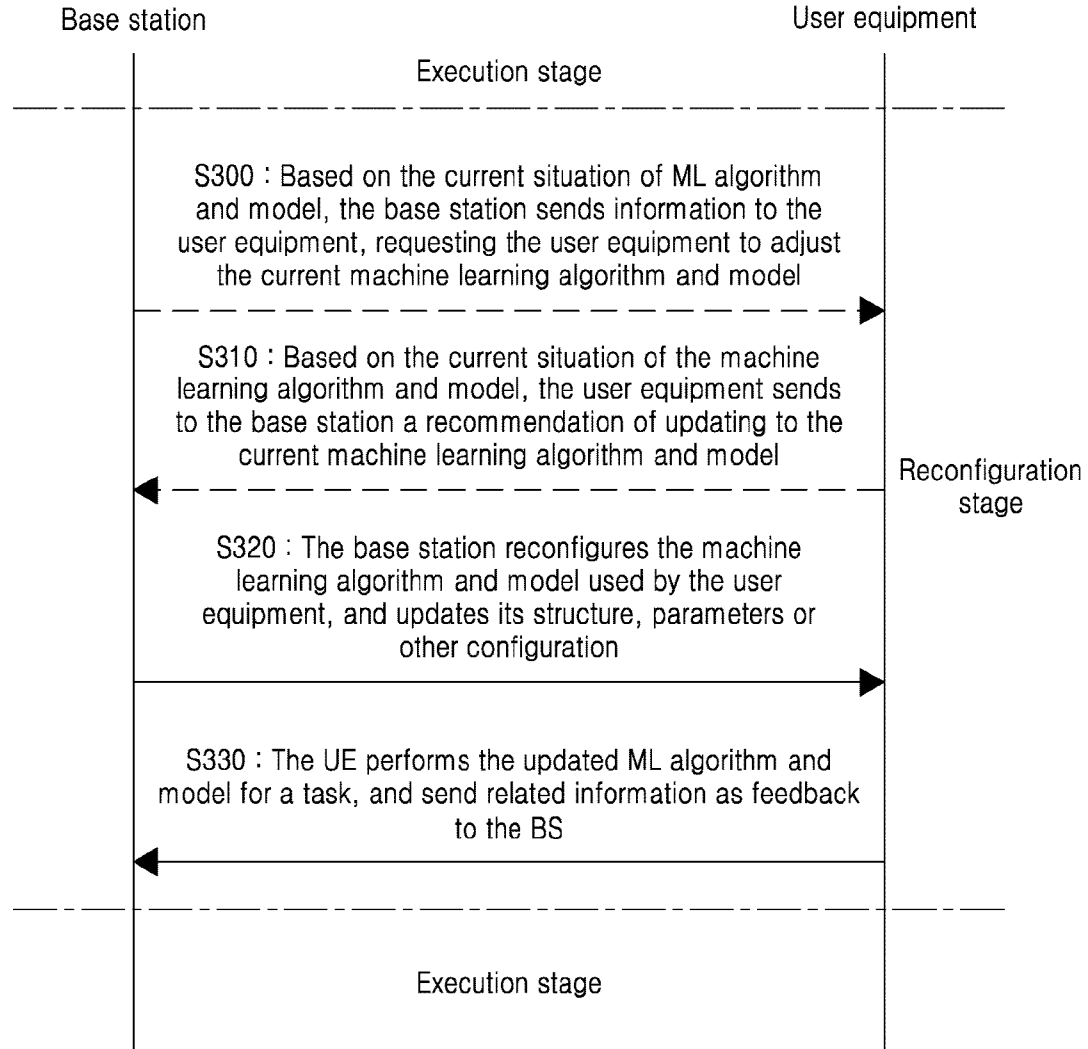 Base station
User equipment
Execution stage
S300 : Based on the current situation of ML algorithm
and model, the base station sends information to the
user equipment, requesting the user equipment to adjust
the current machine learning algorithm and model
S310 : Based on the current situation of the machine
learning algorithm and model, the user equipment sends
to the base station a recommendation of updating to the
current machine learning algorithm and model
Reconfiguration
stage
S320 : The base station reconfigures the machine
learning algorithm and model used by the user
equipment, and updates its structure, parameters or
other configuration
S330 : The UE performs the updated ML algorithm and
model for a task, and send related information as feedback
to the BS
Execution stage